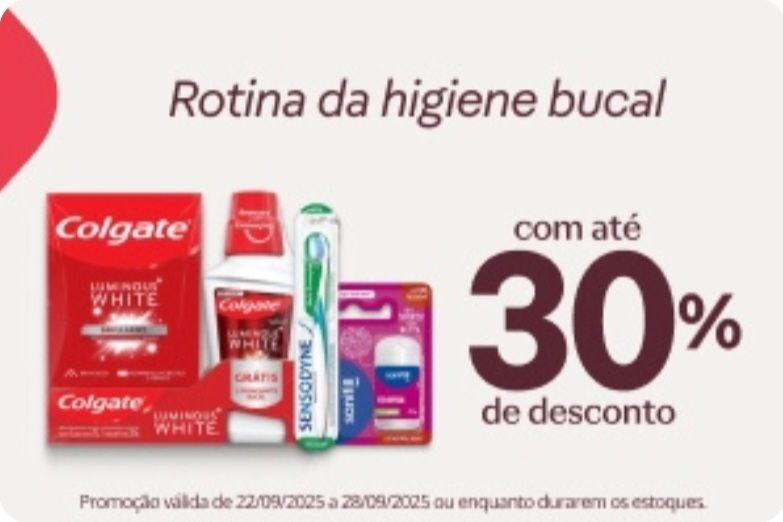 Rotina da higiene bucal
com até
30%
de desconto
Colgate
LUMINOUS
WHITE
Colgate
LUMINOUS
WHITE
GRÁTIS
Colgate
LUMINOUS
WHITE
SENSODYNE
sanifill
Promoção válida de 22/09/2025 a 28/09/2025 ou enquanto durarem os estoques.